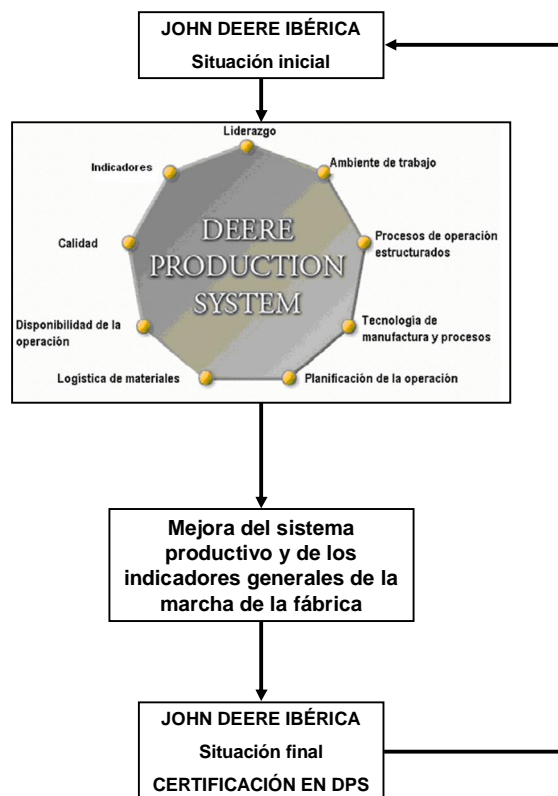 JOHN DEERE IBÉRICA
Situación inicial
Liderazgo
Indicadores
Ambiente de trabajo
Calidad
DEERE
PRODUCTION
SYSTEM
Procesos de operación
estructurados
Disponibilidad de la
operación
Tecnología de
manufactura y procesos
Logística de materiales
Planificación de la operación
Mejora del sistema
productivo y de los
indicadores generales de la
marcha de la fábrica
JOHN DEERE IBÉRICA
Situación final
CERTIFICACIÓN EN DPS